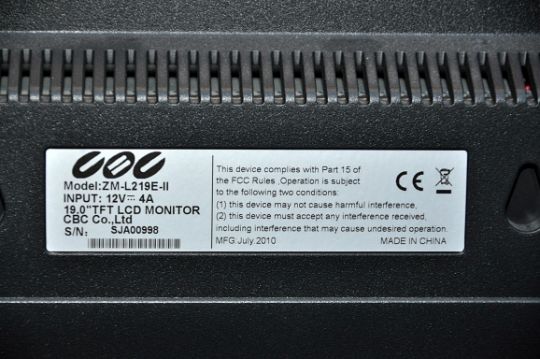 CBC
Model:ZM-L219E-II
INPUT: 12V⎓ 4A
19.0"TFT LCD MONITOR
CBC Co.,Ltd
S/N:
SJA00998
This device complies with Part 15 of
the FCC Rules .Operation is subject
to the following two conditions:
(1) this device may not cause harmful interference,
(2) this device must accept any interference received,
including interference that may cause undesired operation.
MFG.July.2010
MADE IN CHINA
CE